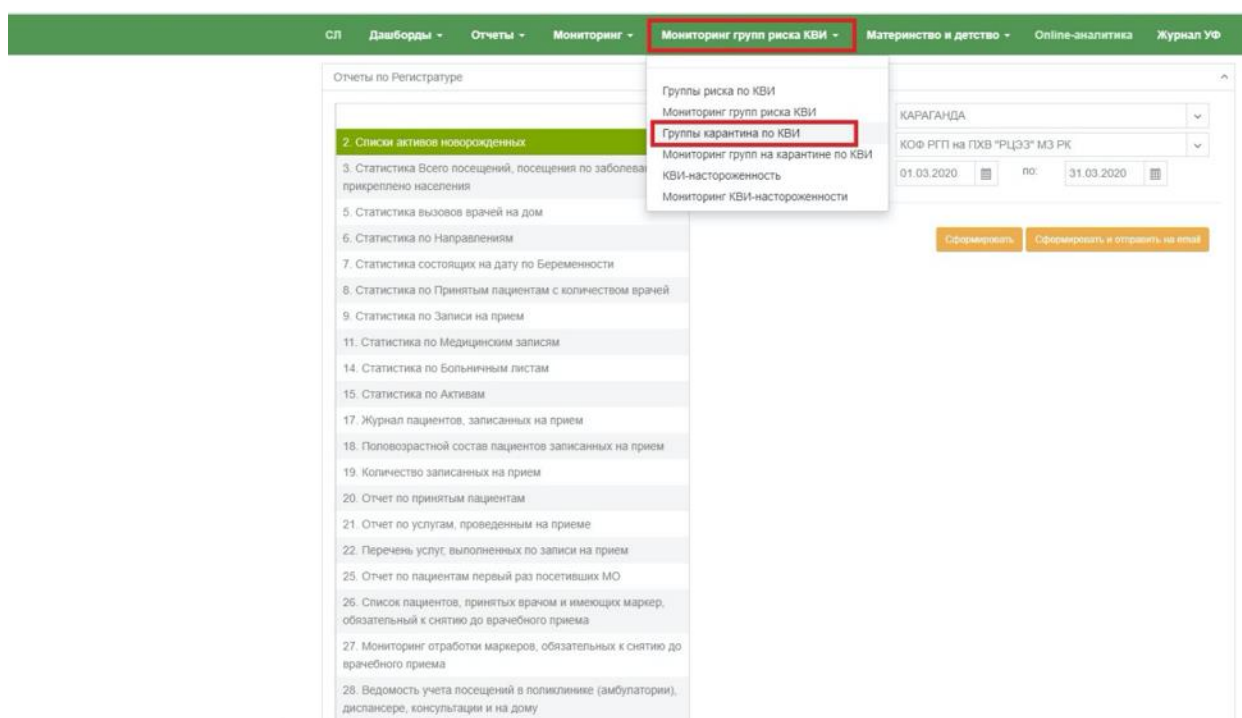 СЛ Дашборды Отчеты Мониторинг Мониторинг групп риска КВИ Материнство и детство Online-аналитика Журнал УФ
Отчеты по Регистратуре
Группы риска по КВИ
Мониторинг групп риска КВИ
Группы карантина по КВИ
Мониторинг групп на карантине по КВИ
КВИ-настороженность
Мониторинг КВИ-настороженности
КАРАГАНДА
КОФ РГП на ПХВ "РЦЭЗ" МЗ РК
01.03.2020 по: 31.03.2020
Сформировать Сформировать и отправить на email
2. Списки активов новорожденных
3. Статистика Всего посещений, посещения по
прикреплено населения
5. Статистика вызовов врачей на дом
6. Статистика по Направлениям
7. Статистика состоящих на дату по Беременности
8. Статистика по Принятым пациентам с количеством врачей
9. Статистика по Записи на прием
11. Статистика по Медицинским записям
14. Статистика по Больничным листам
15. Статистика по Активам
17. Журнал пациентов, записанных на прием
18. Половозрастной состав пациентов записанных на прием
19. Количество записанных на прием
20. Отчет по принятым пациентам
21. Отчет по услугам, проведенным на приеме
22. Перечень услуг, выполненных по записи на прием
25. Отчет по пациентам первый раз посетивших МО
26. Список пациентов, принятых врачом и имеющих маркер,
обязательный к снятию до врачебного приема
27. Мониторинг отработки маркеров, обязательных к снятию до
врачебного приема
28. Ведомость учета посещений в поликлинике (амбулатории),
диспансере, консультации и на дому